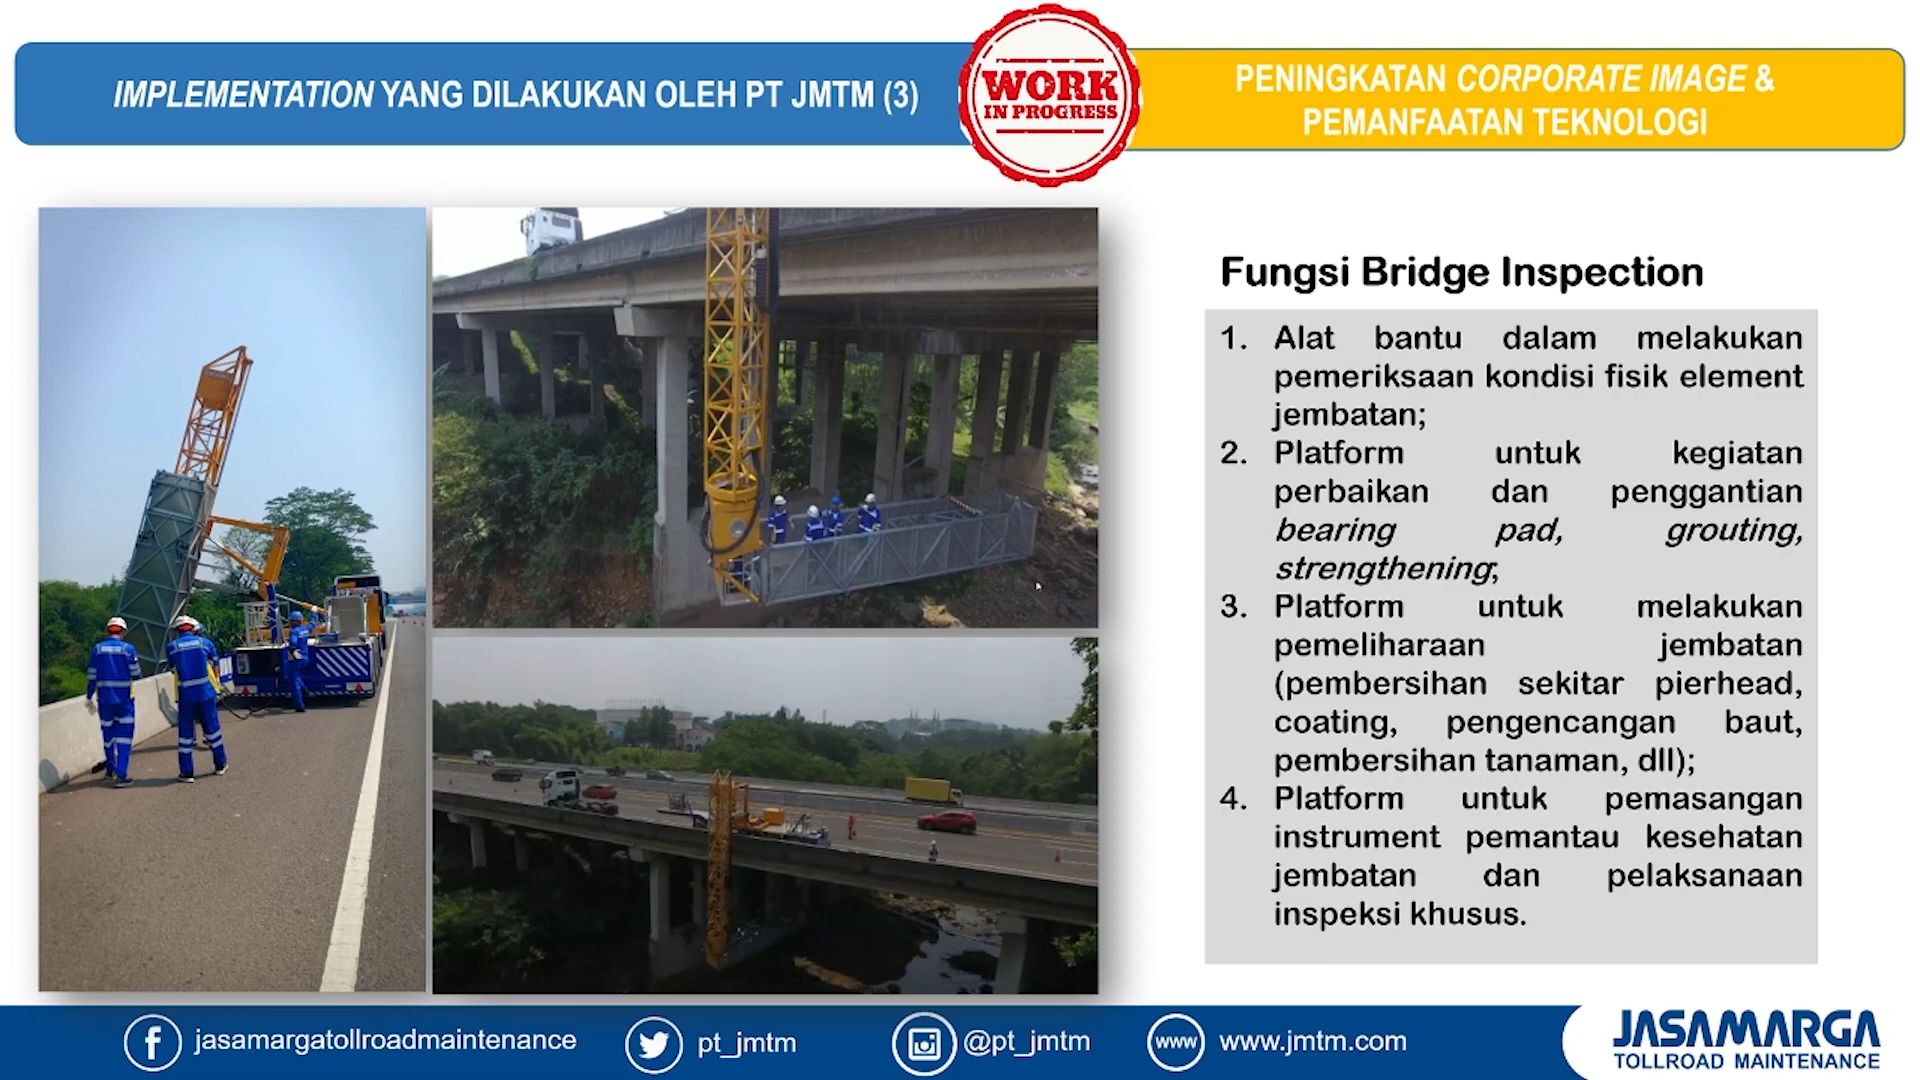 IMPLEMENTATION YANG DILAKUKAN OLEH PT JMTM (3)
WORK
IN PROGRESS
PENINGKATAN CORPORATE IMAGE &
PEMANFAATAN TEKNOLOGI
Fungsi Bridge Inspection
1. Alat bantu dalam melakukan
pemeriksaan kondisi fisik element
jembatan;
2. Platform untuk kegiatan
perbaikan dan penggantian
bearing pad, grouting,
strengthening;
3. Platform untuk melakukan
pemeliharaan jembatan
(pembersihan sekitar pierhead,
coating, pengencangan baut,
pembersihan tanaman, dll);
4. Platform untuk pemasangan
instrument pemantau kesehatan
jembatan dan pelaksanaan
inspeksi khusus.
jasamargatollroadmaintenance
pt_jmtm
@pt_jmtm
www
www.jmtm.com
JASAMARGA
TOLLROAD MAINTENANCE